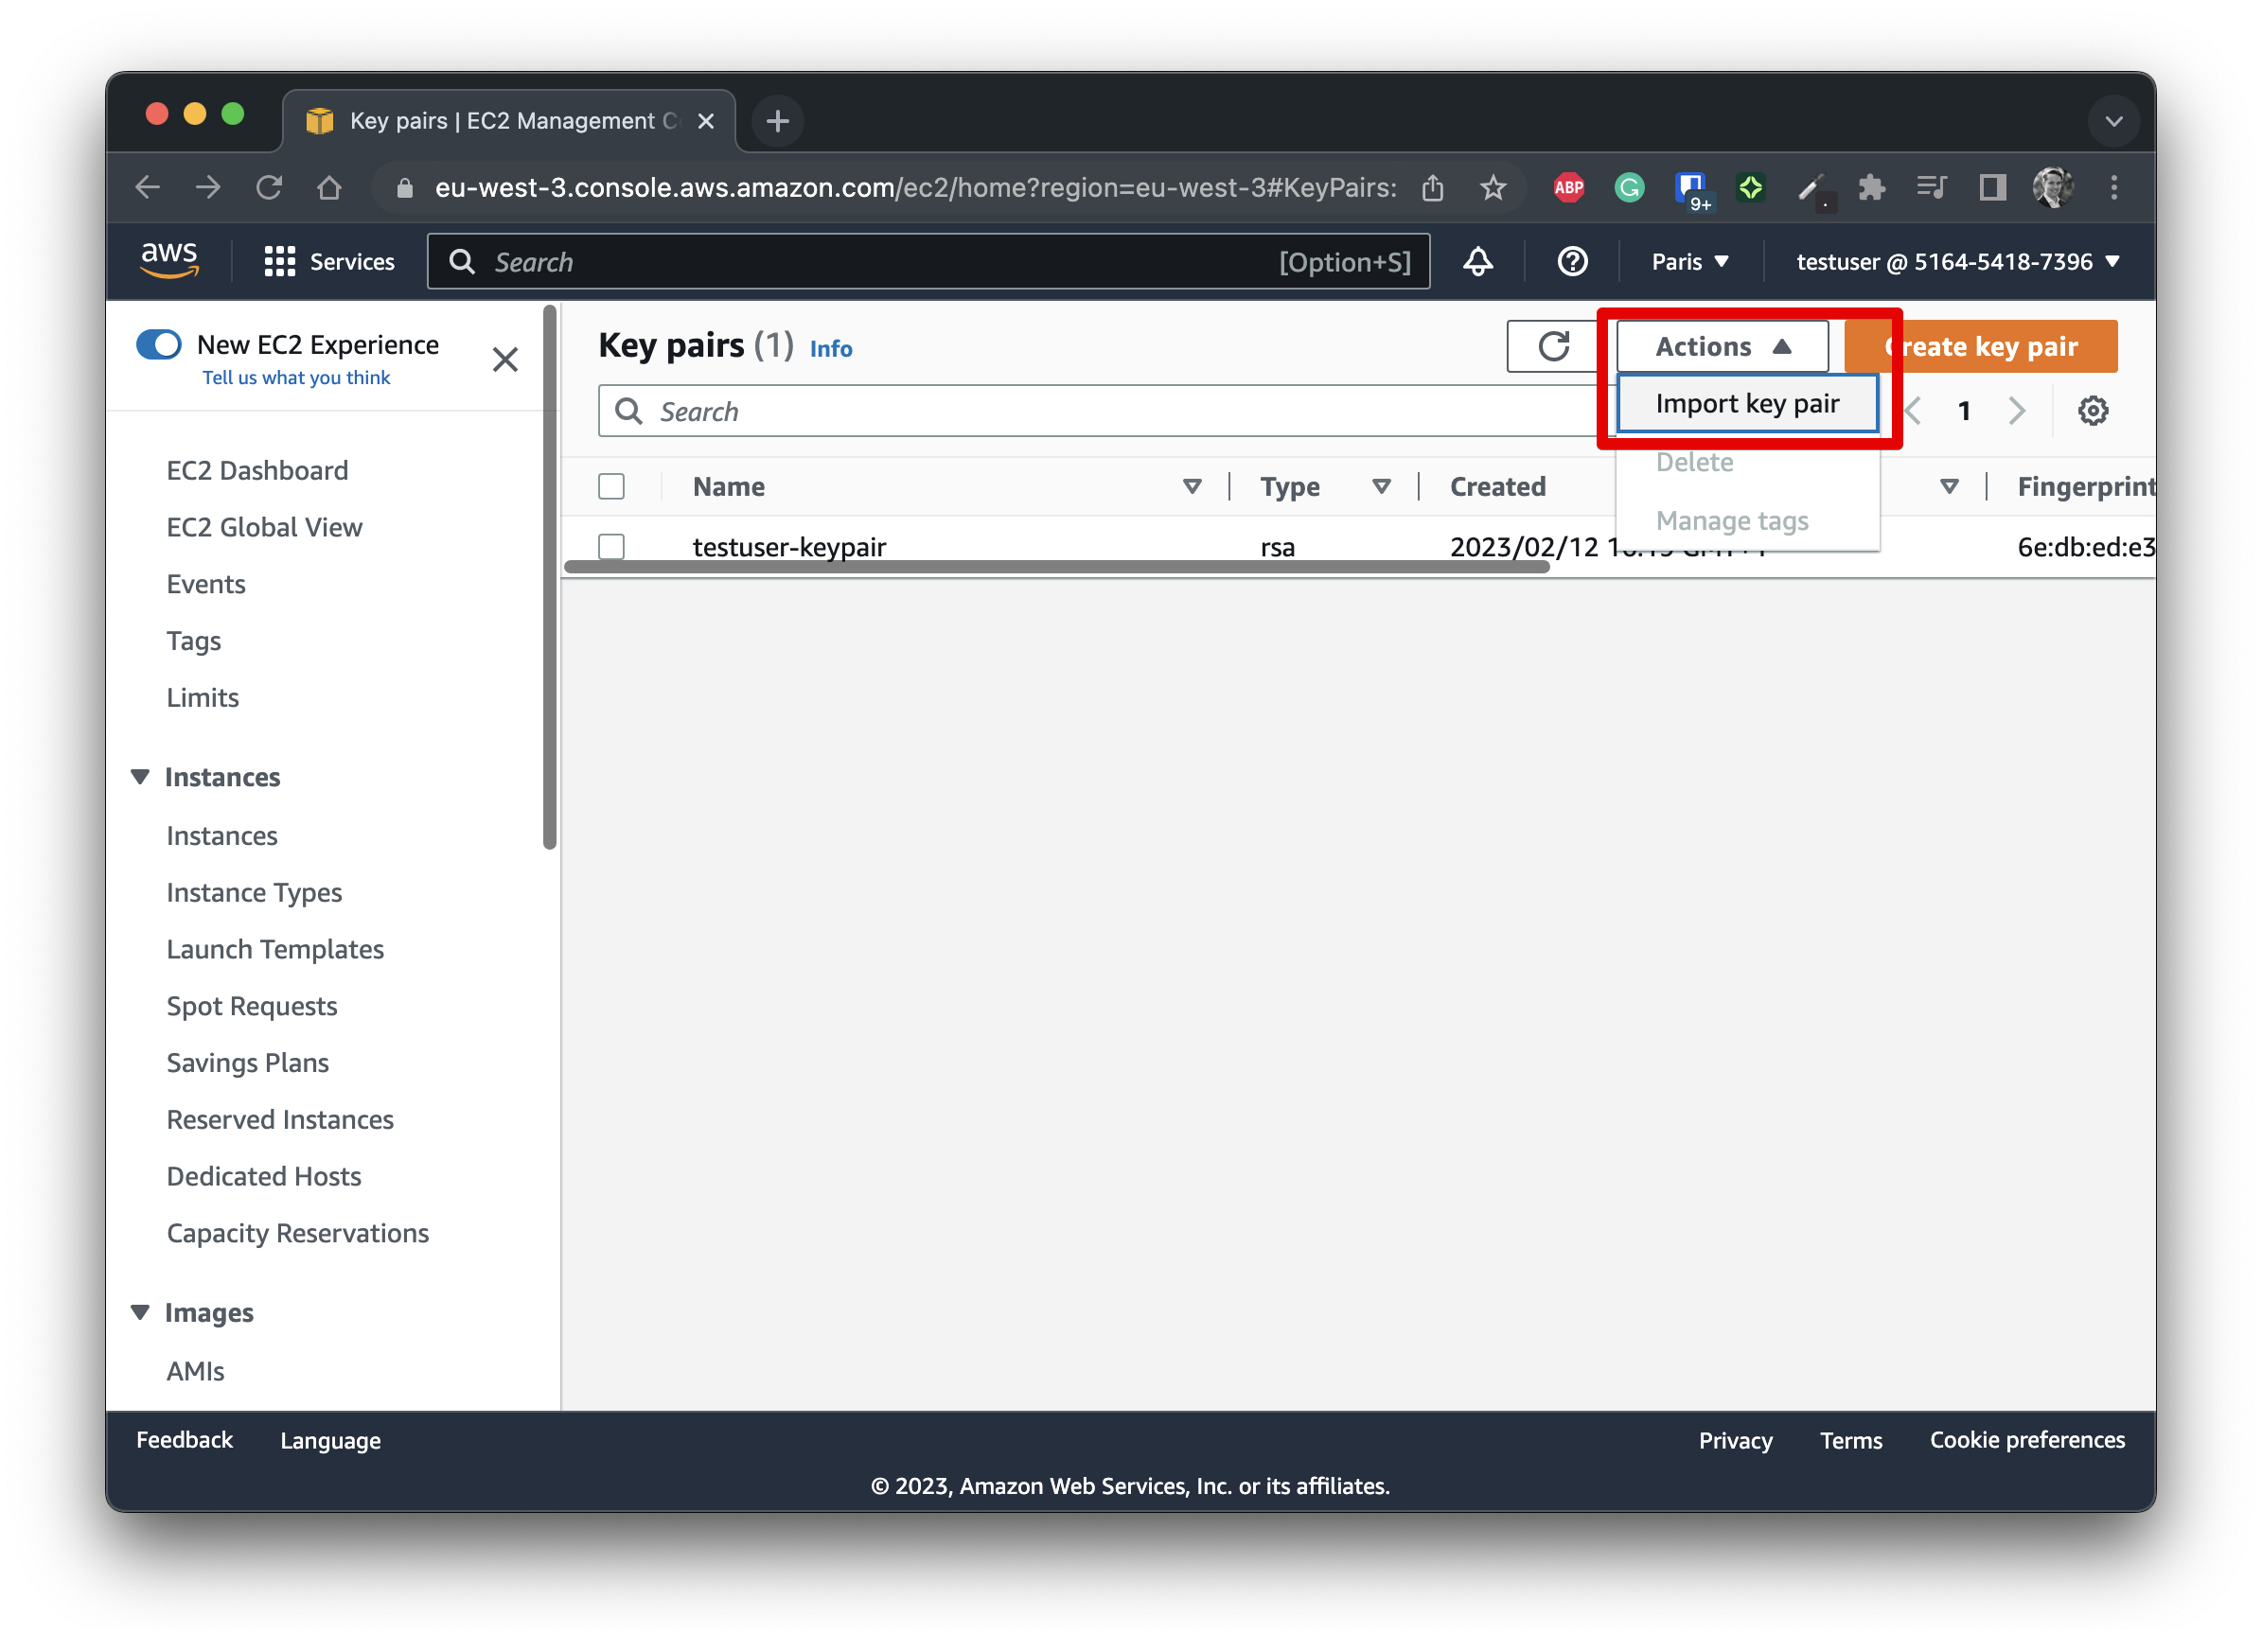 Key pairs | EC2 Management C
eu-west-3.console.aws.amazon.com/ec2/home?region=eu-west-3#KeyPairs:
ABP
G
9+
aws
Services
Search
[Option+S]
Paris
testuser @ 5164-5418-7396
New EC2 Experience
Tell us what you think
EC2 Dashboard
EC2 Global View
Events
Tags
Limits
Instances
Instances
Instance Types
Launch Templates
Spot Requests
Savings Plans
Reserved Instances
Dedicated Hosts
Capacity Reservations
Images
AMIs
Key pairs (1) Info
Actions
Create key pair
Search
Import key pair
1
Delete
Manage tags
Name Type Created Fingerprint
testuser-keypair rsa 2023/02/12 6e:db:ed:e3
Feedback Language Privacy Terms Cookie preferences
© 2023, Amazon Web Services, Inc. or its affiliates.